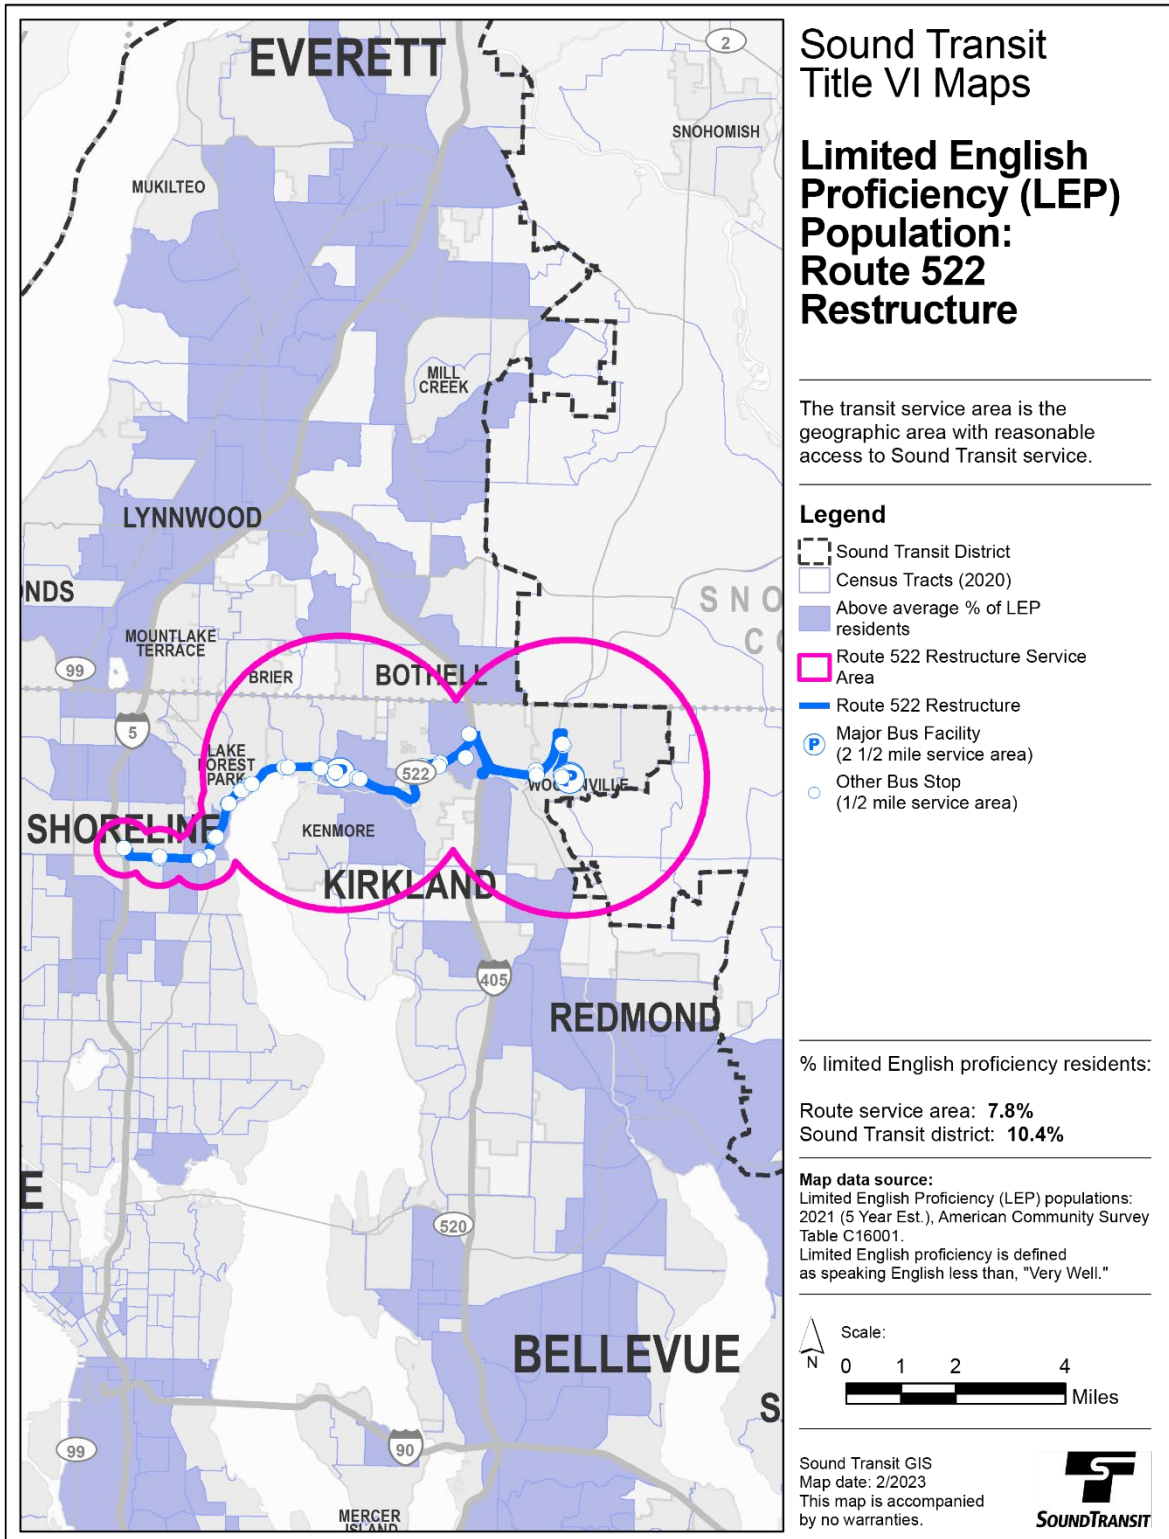 EVERETT
2
SNOHOMISH
MUKILTEO
MILL
CREEK
LYNNWOOD
ONDS
SNO
CO
MOUNTLAKE
TERRACE
99
BRIER
BOTHELL
5
LAKE
FOREST
PARK
522
WOODINVILLE
SHORELINE
KENMORE
KIRKLAND
405
REDMOND
E
520
BELLEVUE
S
99
90
MERCER
ISLAND
Sound Transit
Title VI Maps
Limited English
Proficiency (LEP)
Population:
Route 522
Restructure
The transit service area is the
geographic area with reasonable
access to Sound Transit service.
Legend
Sound Transit District
Census Tracts (2020)
Above average % of LEP
residents
Route 522 Restructure Service
Area
Route 522 Restructure
P Major Bus Facility
(2 1/2 mile service area)
Other Bus Stop
(1/2 mile service area)
% limited English proficiency residents:
Route service area: 7.8%
Sound Transit district: 10.4%
Map data source:
Limited English Proficiency (LEP) populations:
2021 (5 Year Est.), American Community Survey
Table C16001.
Limited English proficiency is defined
as speaking English less than, "Very Well."
N
Scale:
0 1 2 4
Miles
Sound Transit GIS
Map date: 2/2023
This map is accompanied
by no warranties.
SOUNDTRANSIT